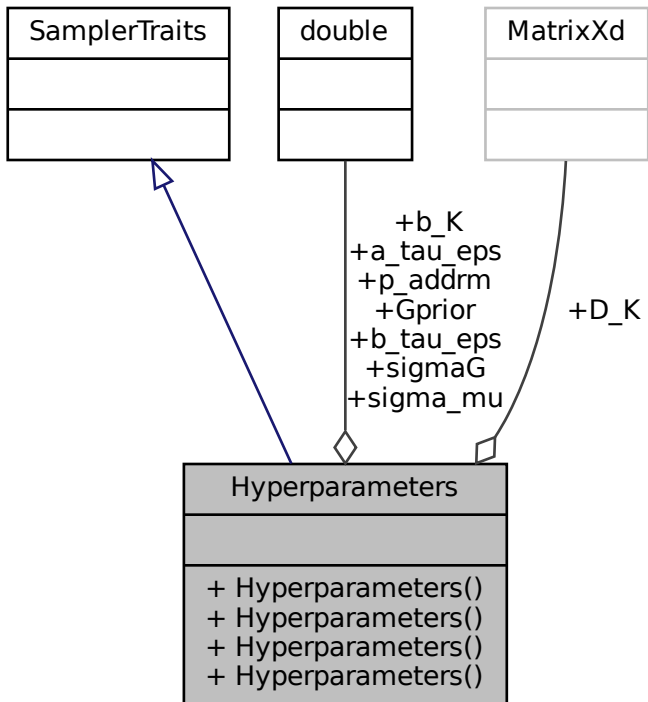 SamplerTraits
double
MatrixXd
+b_K
+a_tau_eps
+p_addrm
+Gprior
+b_tau_eps
+sigmaG
+sigma_mu
+D_K
Hyperparameters
+ Hyperparameters()
+ Hyperparameters()
+ Hyperparameters()
+ Hyperparameters()